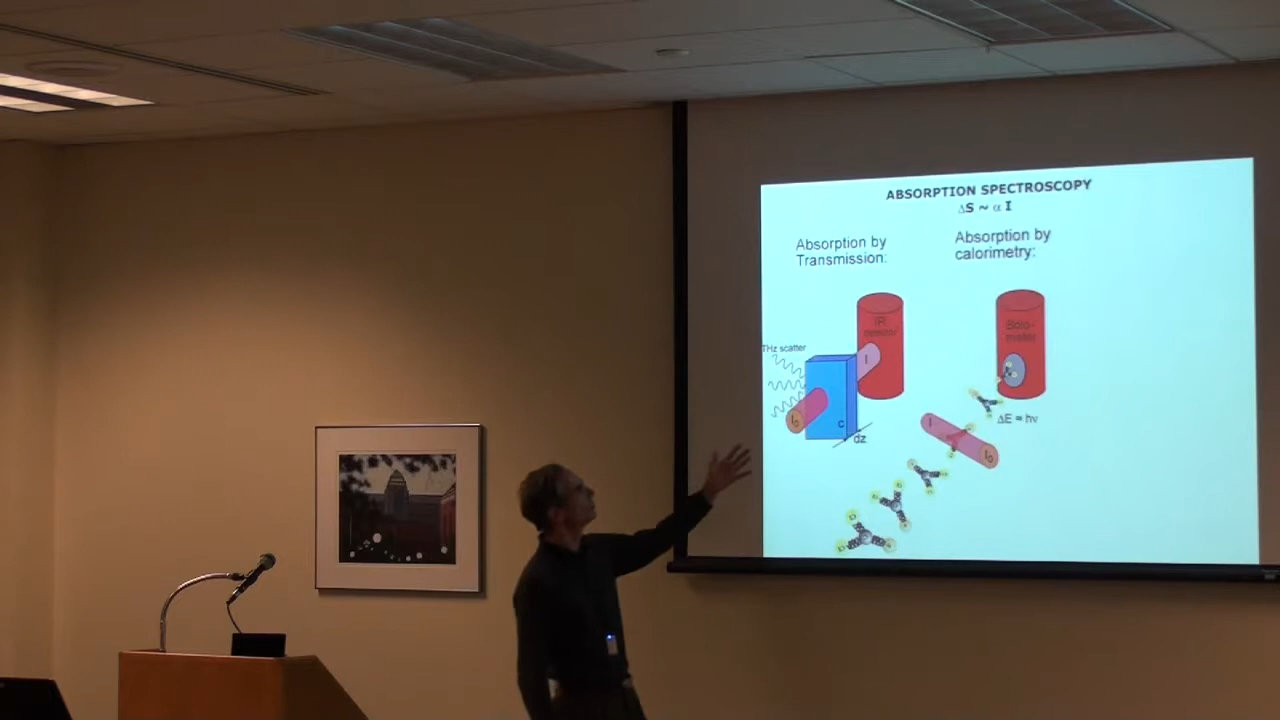 ABSORPTION SPECTROSCOPY
ΔS ~ α I
Absorption by
Transmission:
Absorption by
calorimetry:
IR
detector
Bolo-
meter
THz scatter
I
I₀
C
dz
ΔE = hν
I
I₀